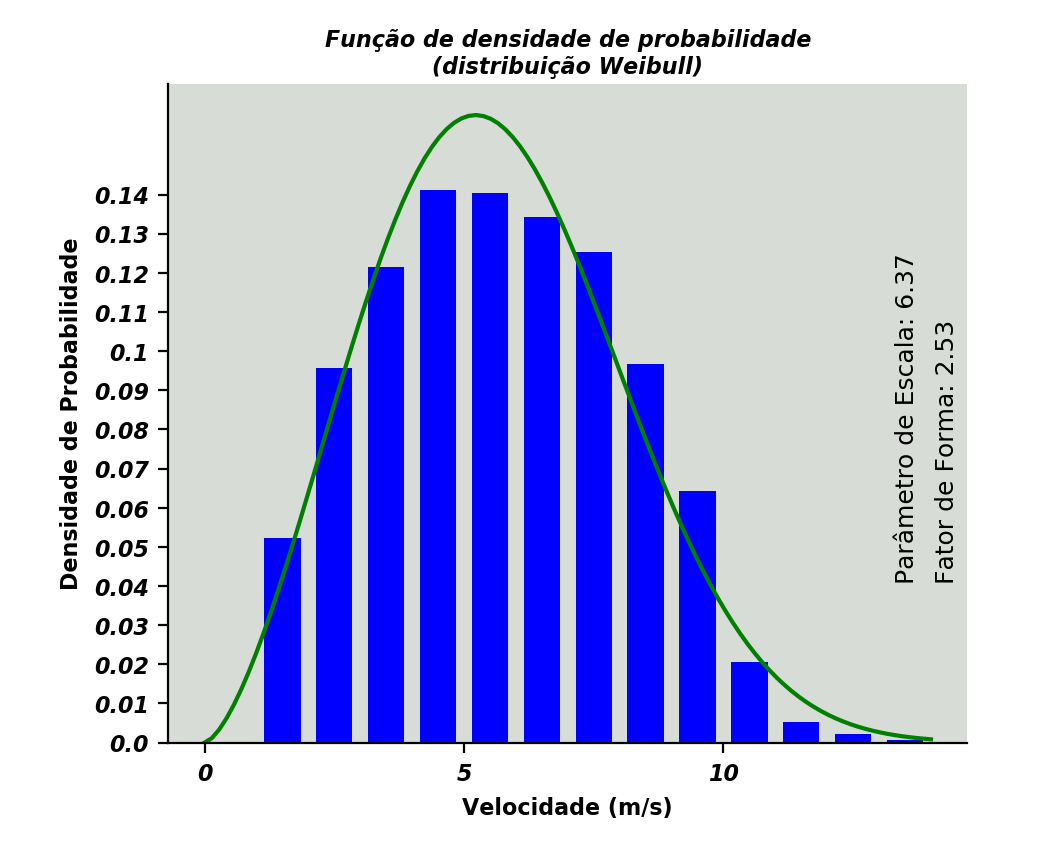 Função de densidade de probabilidade
(distribuição Weibull)
Densidade de Probabilidade
0.14
0.13
0.12
0.11
0.1
0.09
0.08
0.07
0.06
0.05
0.04
0.03
0.02
0.01
0.0
Parâmetro de Escala: 6.37
Fator de Forma: 2.53
0 5 10
Velocidade (m/s)